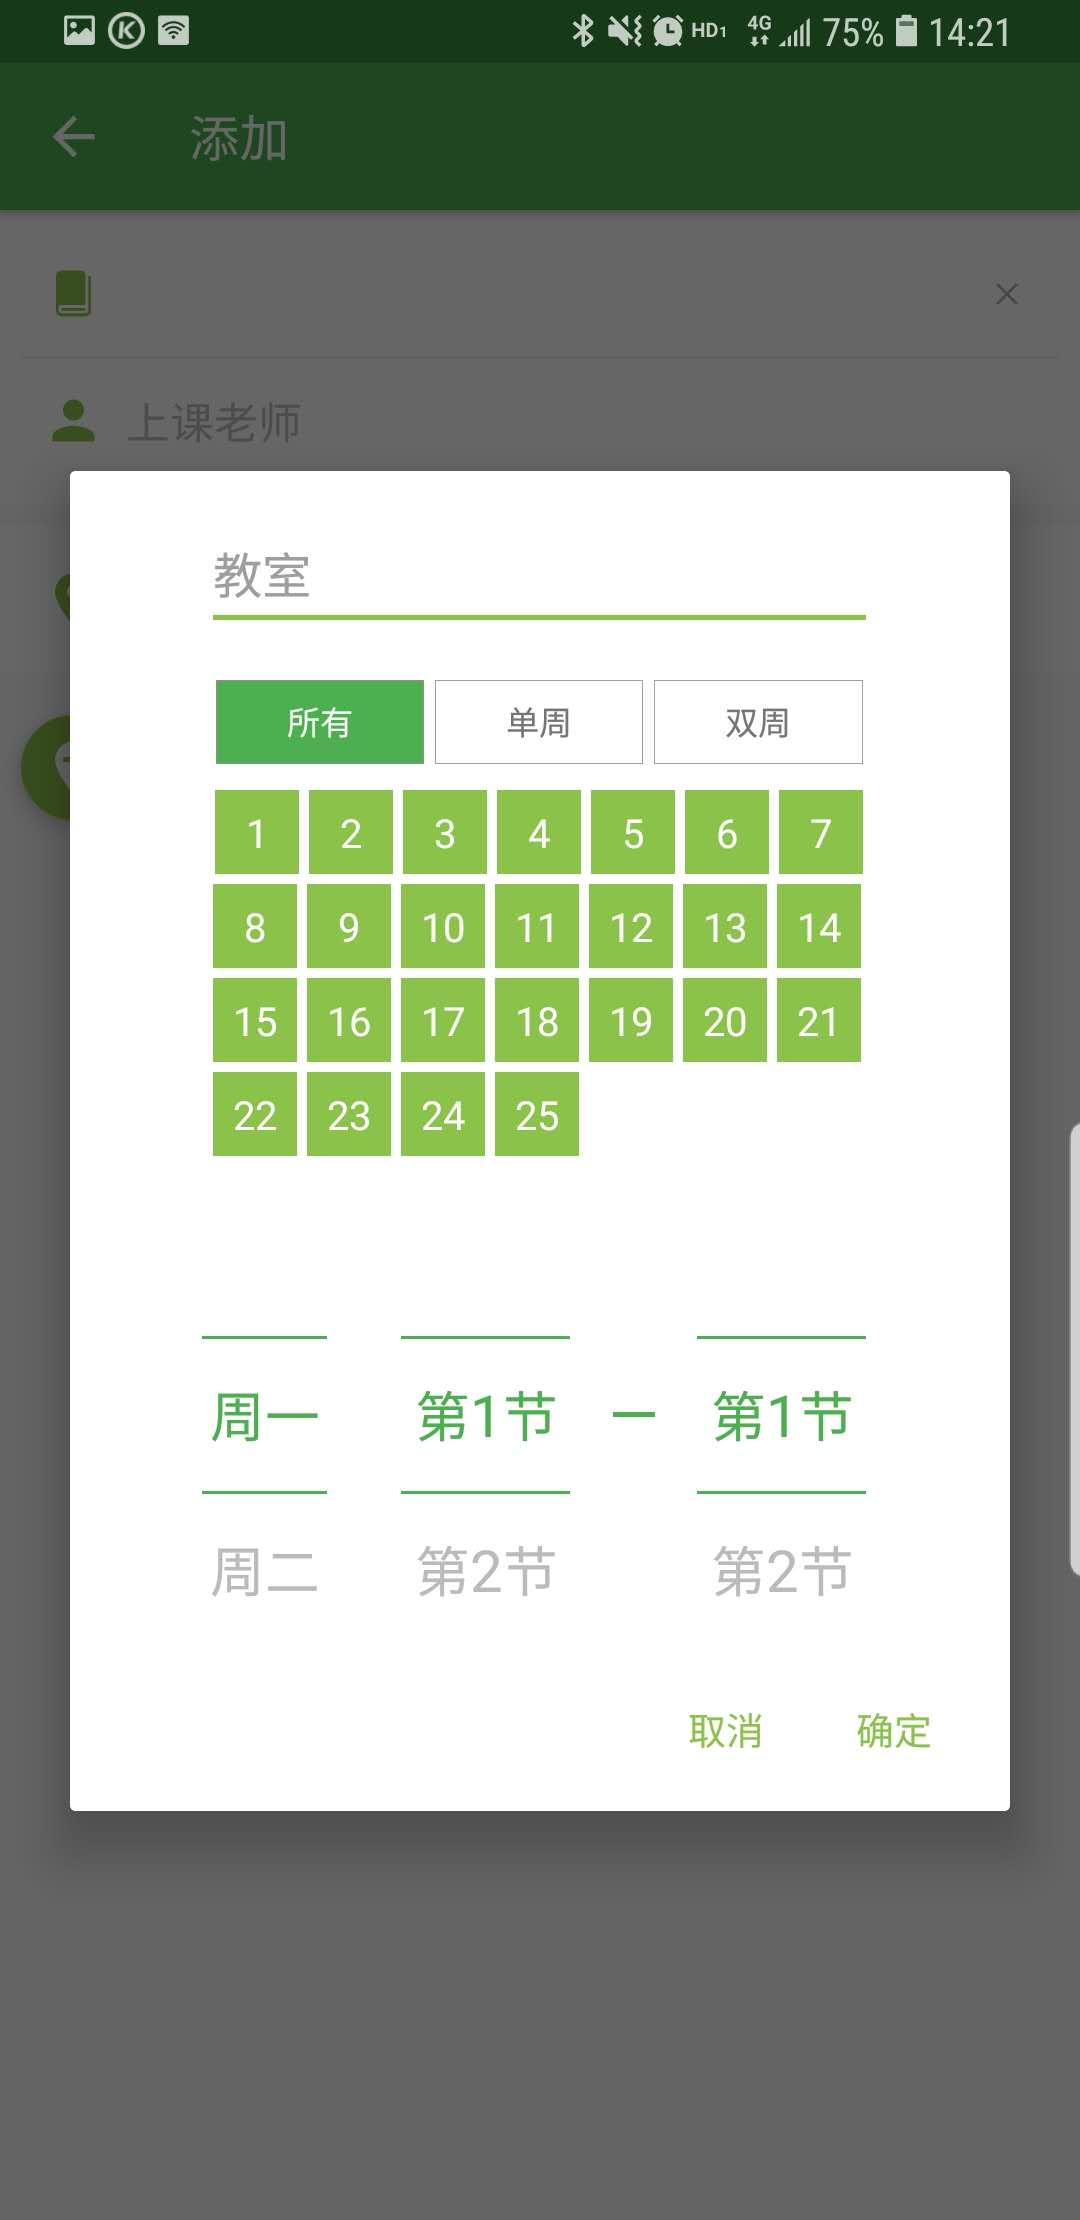 HD1 4G 75% 14:21
添加
上课老师
教室
所有 单周 双周
1 2 3 4 5 6 7
8 9 10 11 12 13 14
15 16 17 18 19 20 21
22 23 24 25
周一 第1节 — 第1节
周二 第2节 第2节
取消 确定